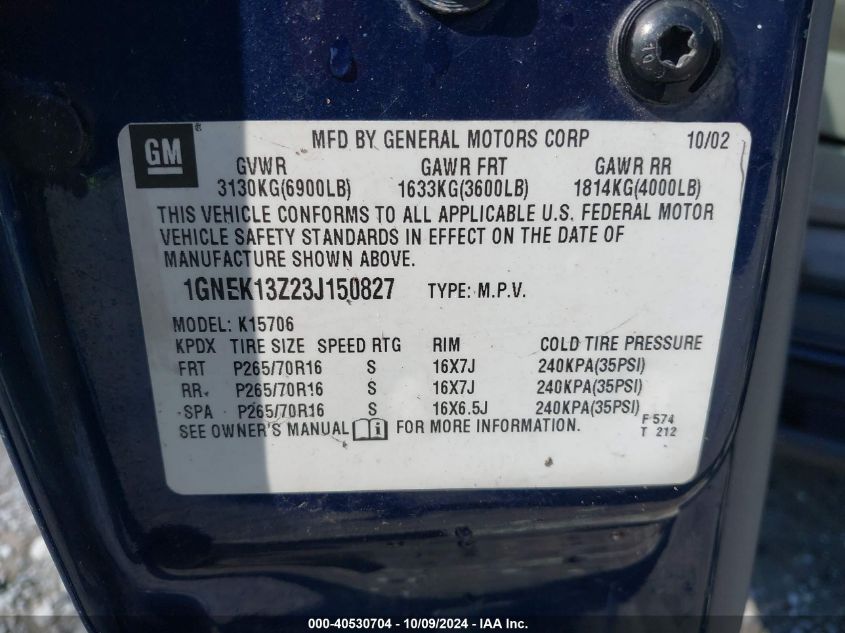 10
GM ® MFD BY GENERAL MOTORS CORP 10/02
GVWR GAWR FRT GAWR RR
3130KG(6900LB) 1633KG(3600LB) 1814KG(4000LB)
THIS VEHICLE CONFORMS TO ALL APPLICABLE U.S. FEDERAL MOTOR
VEHICLE SAFETY STANDARDS IN EFFECT ON THE DATE OF
MANUFACTURE SHOWN ABOVE.
1GNEK13Z23J150827 TYPE: M.P.V.
MODEL: K15706
KPDX TIRE SIZE SPEED RTG RIM COLD TIRE PRESSURE
FRT P265/70R16 S 16X7J 240KPA(35PSI)
RR P265/70R16 S 16X7J 240KPA(35PSI)
SPA P265/70R16 S 16X6.5J 240KPA(35PSI)
SEE OWNER'S MANUAL i FOR MORE INFORMATION. F 574
T 212
000-40530704 - 10/09/2024 - IAA Inc.